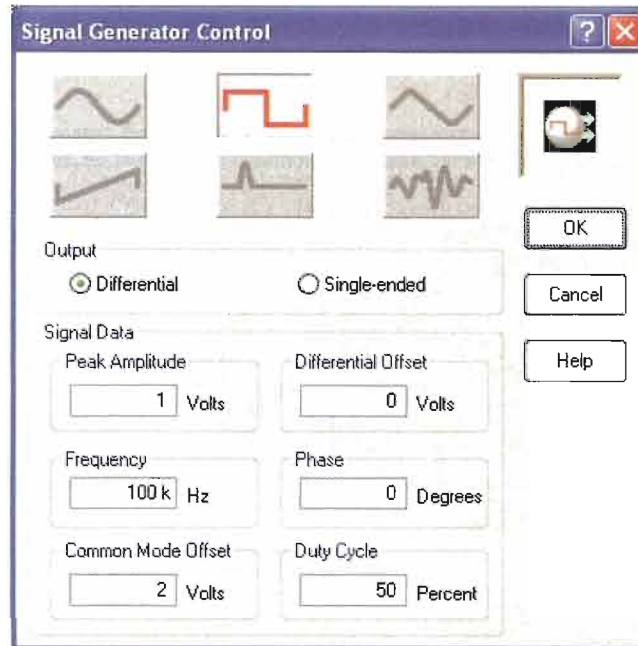 Signal Generator Control
Output
Differential
Single-ended
OK
Cancel
Help
Signal Data
Peak Amplitude
1 Volts
Differential Offset
0 Volts
Frequency
100 k Hz
Phase
0 Degrees
Common Mode Offset
2 Volts
Duty Cycle
50 Percent